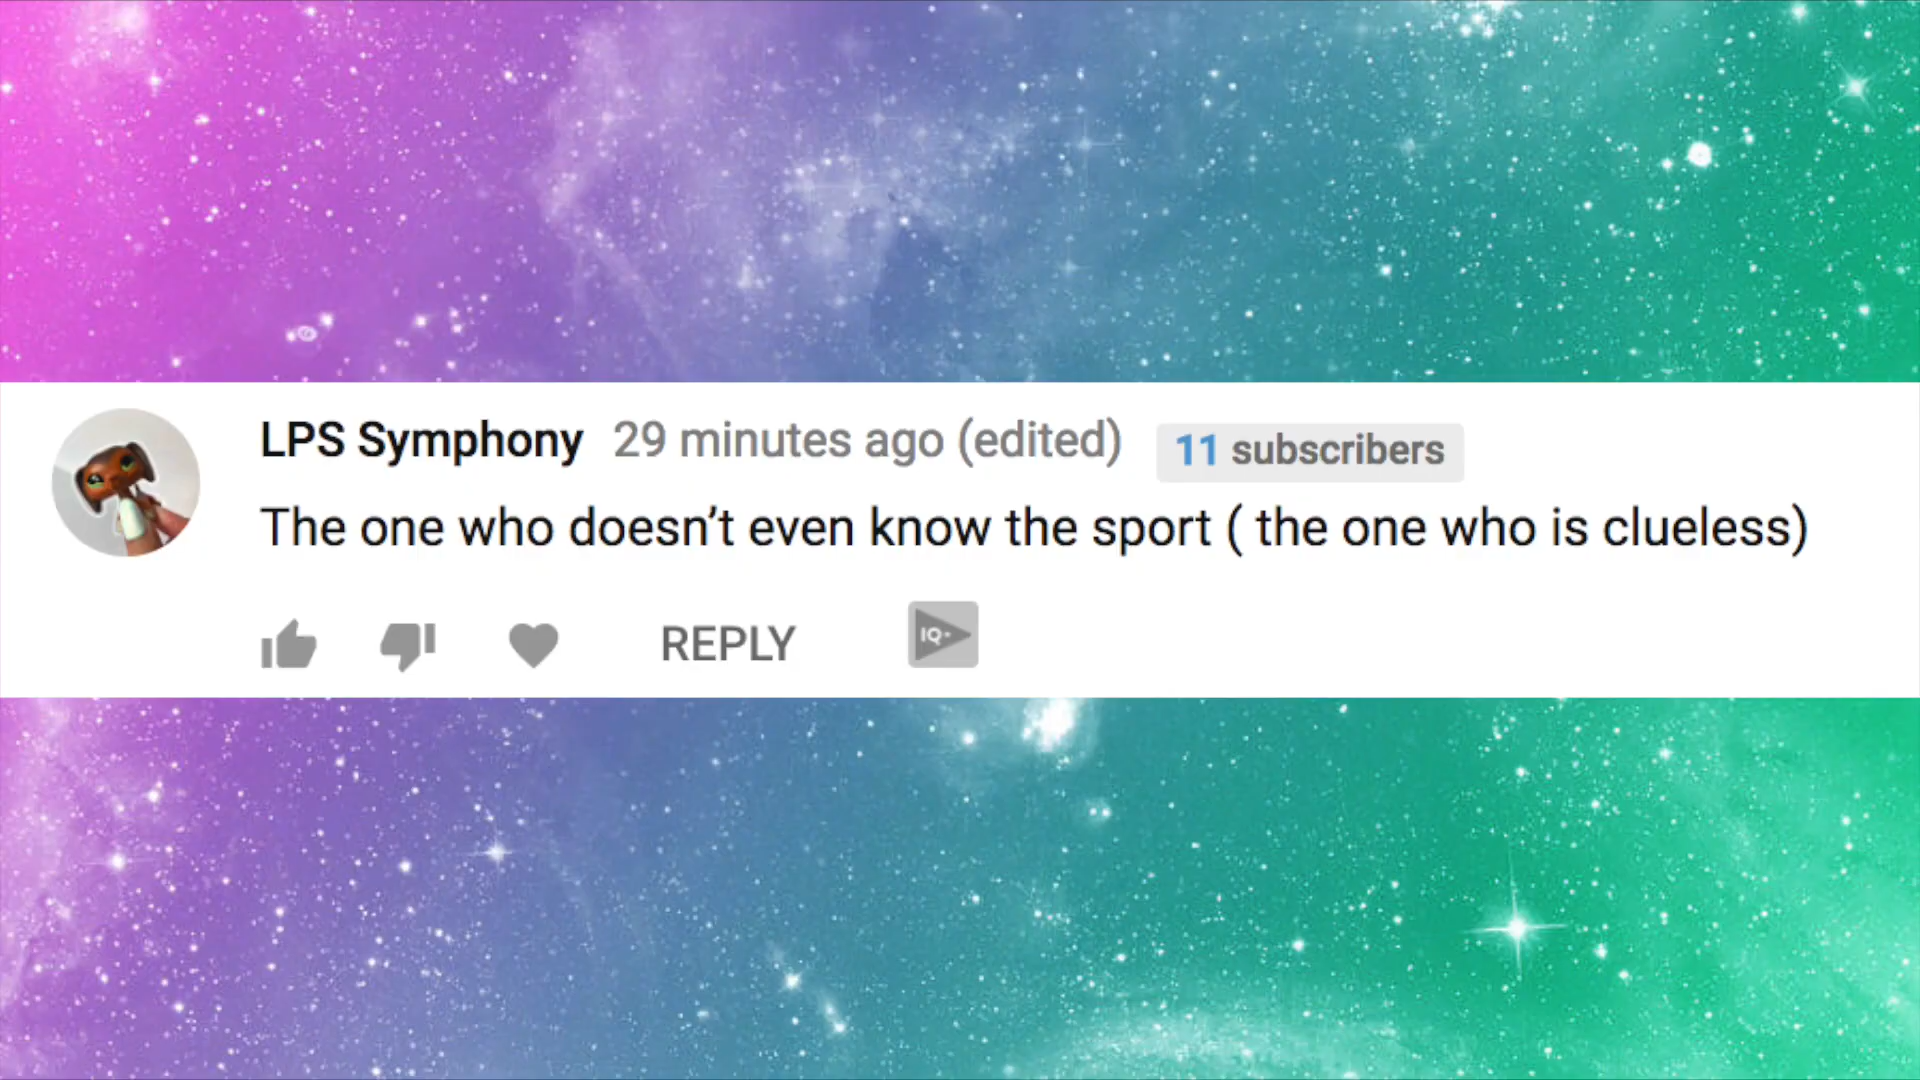 LPS Symphony 29 minutes ago (edited) 11 subscribers
The one who doesn’t even know the sport ( the one who is clueless)
REPLY IQ